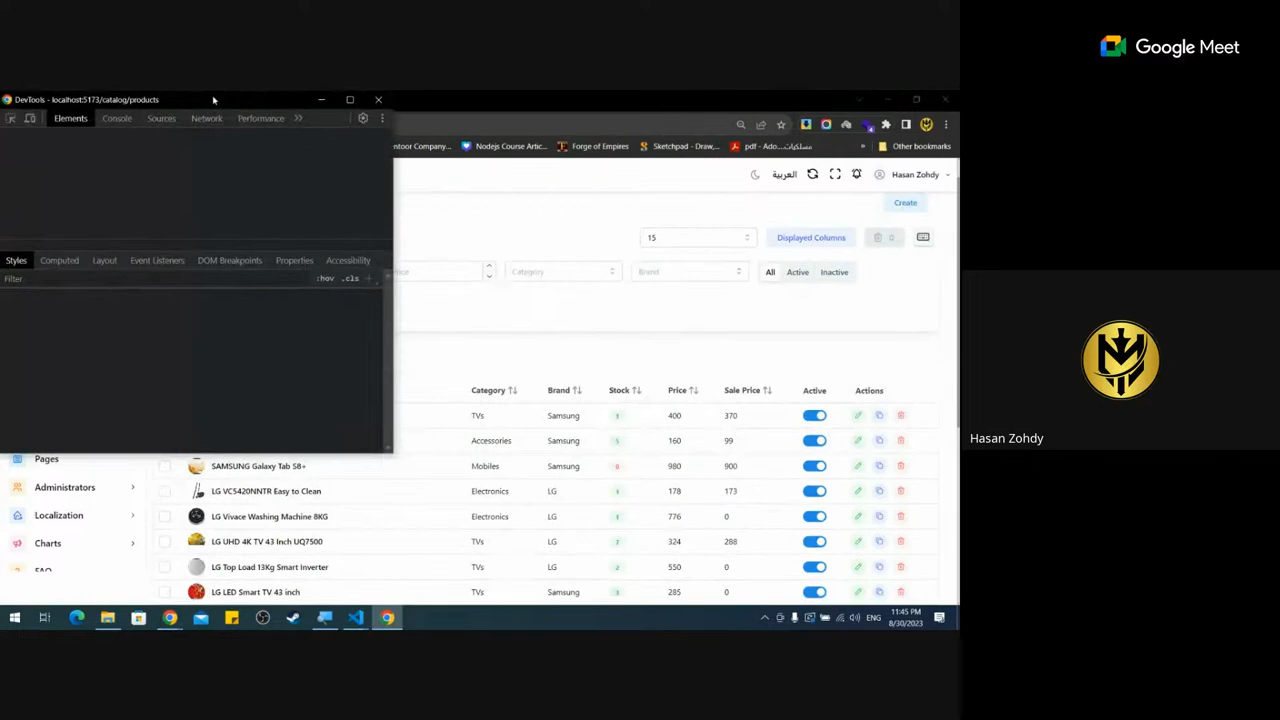 Google Meet
DevTools - localhost:5173/catalog/products
Elements Console Sources Network Performance »
Styles Computed Layout Event Listeners DOM Breakpoints Properties Accessibility
Filter :hov .cls +
entoor Company... Nodejs Course Artic... Forge of Empires Sketchpad - Draw,... pdf - Ado...مسلكيات » Other bookmarks
العربية Hasan Zohdy
Create
15 Displayed Columns 0
Category Brand All Active Inactive
Category Brand Stock Price Sale Price Active Actions
TVs Samsung 400 370
Accessories Samsung 160 99
Pages
SAMSUNG Galaxy Tab S8+ Mobiles Samsung 0 980 900
Administrators
LG VC5420NNTR Easy to Clean Electronics LG 178 173
Localization
LG Vivace Washing Machine 8KG Electronics LG 776 0
Charts
LG UHD 4K TV 43 Inch UQ7500 TVs LG 324 288
FAQ
LG Top Load 13Kg Smart Inverter TVs LG 550 0
LG LED Smart TV 43 inch TVs LG 285 0
ENG 11:45 PM
8/30/2023
Hasan Zohdy